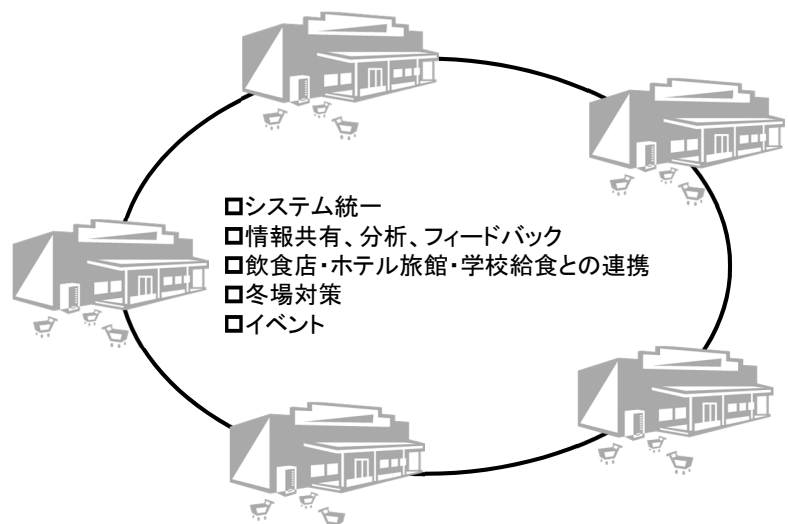 □システム統一
□情報共有、分析、フィードバック
□飲食店・ホテル旅館・学校給食との連携
□冬場対策
□イベント